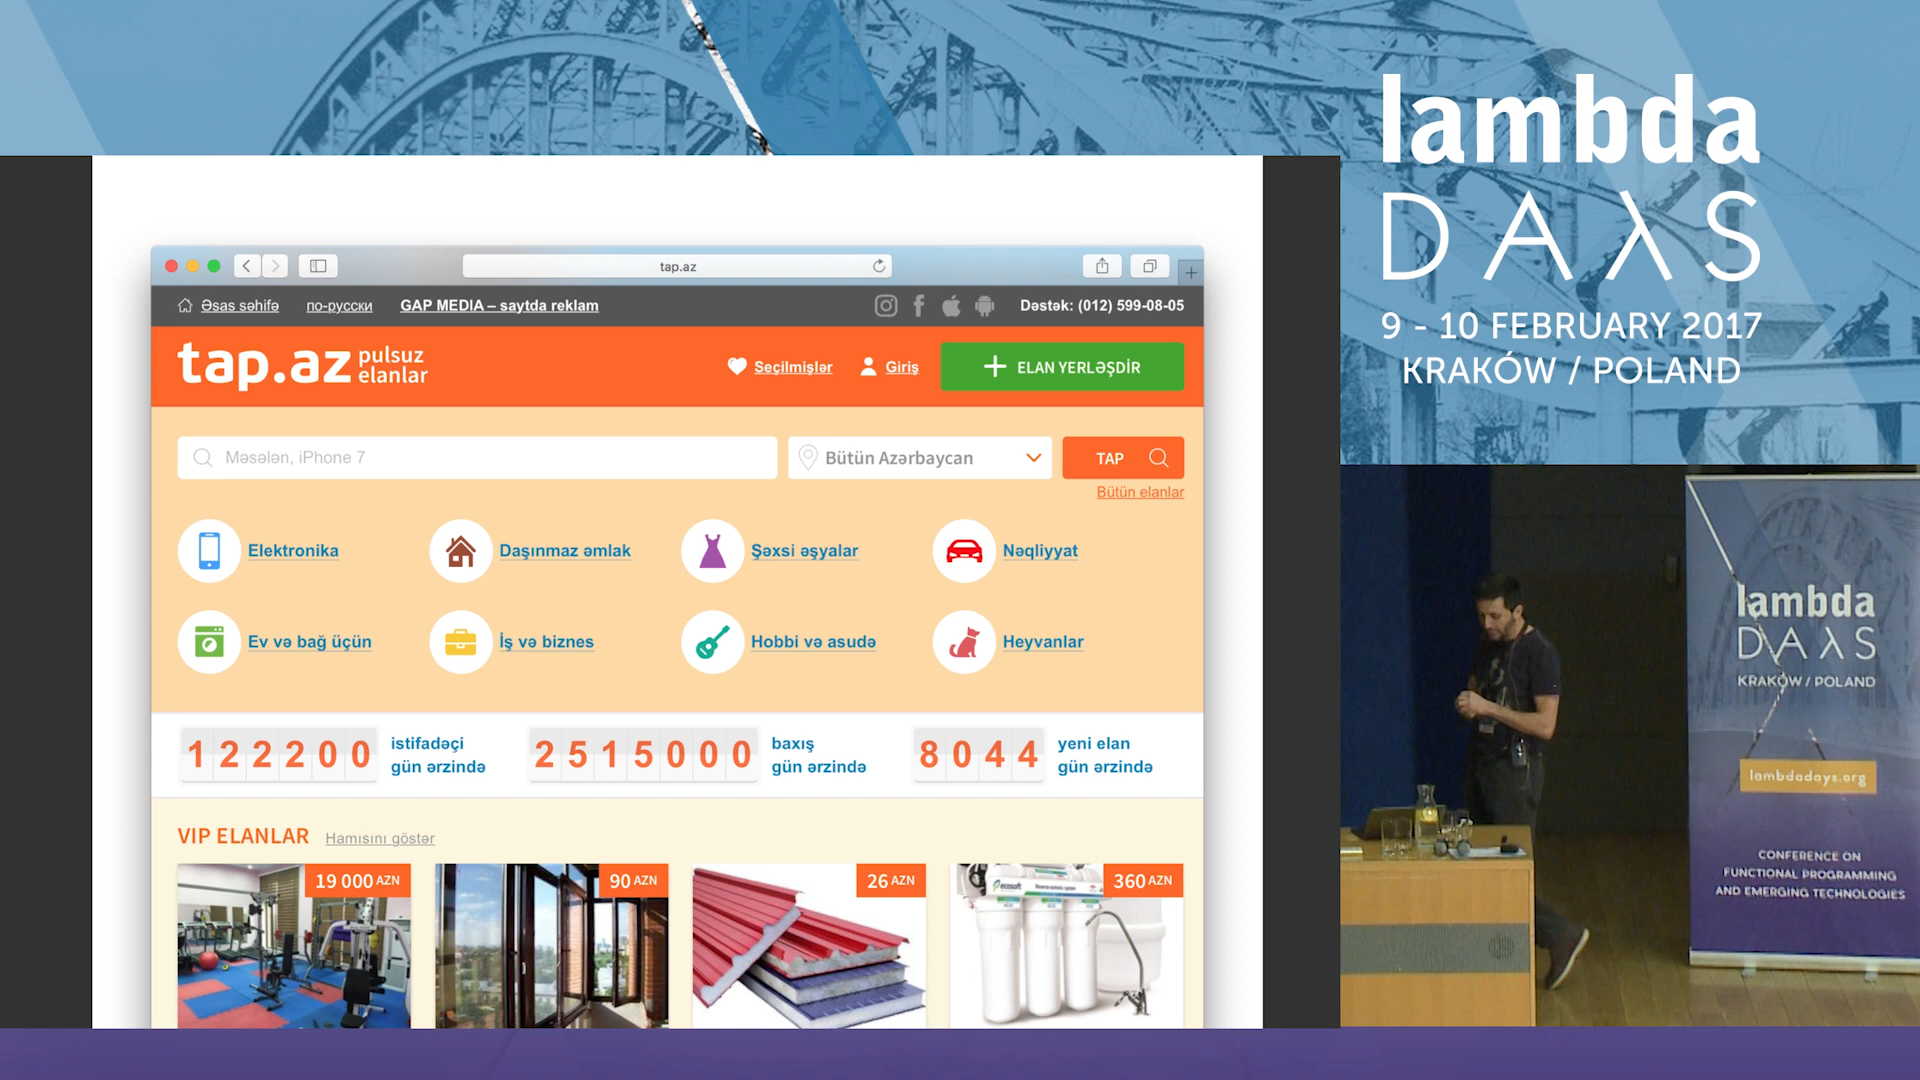 lambda
DAλS
9 - 10 FEBRUARY 2017
KRAKÓW / POLAND
tap.az
Əsas səhifə по-русски GAP MEDIA – saytda reklam Dəstək: (012) 599-08-05
tap.az pulsuz elanlar Seçilmişlər Giriş ELAN YERLƏŞDİR
Məsələn, iPhone 7 Bütün Azərbaycan TAP
Bütün elanlar
Elektronika Daşınmaz əmlak Şəxsi əşyalar Nəqliyyat
Ev və bağ üçün İş və biznes Hobbi və asudə Heyvanlar
122200 istifadəçi gün ərzində 2515000 baxış gün ərzində 8044 yeni elan gün ərzində
VIP ELANLAR Hamısını göstər
19 000 AZN 90 AZN 26 AZN 360 AZN
ecosoft
lambda
DAλS
KRAKÓW / POLAND
lambdadays.org
CONFERENCE ON
FUNCTIONAL PROGRAMMING
AND EMERGING TECHNOLOGIES